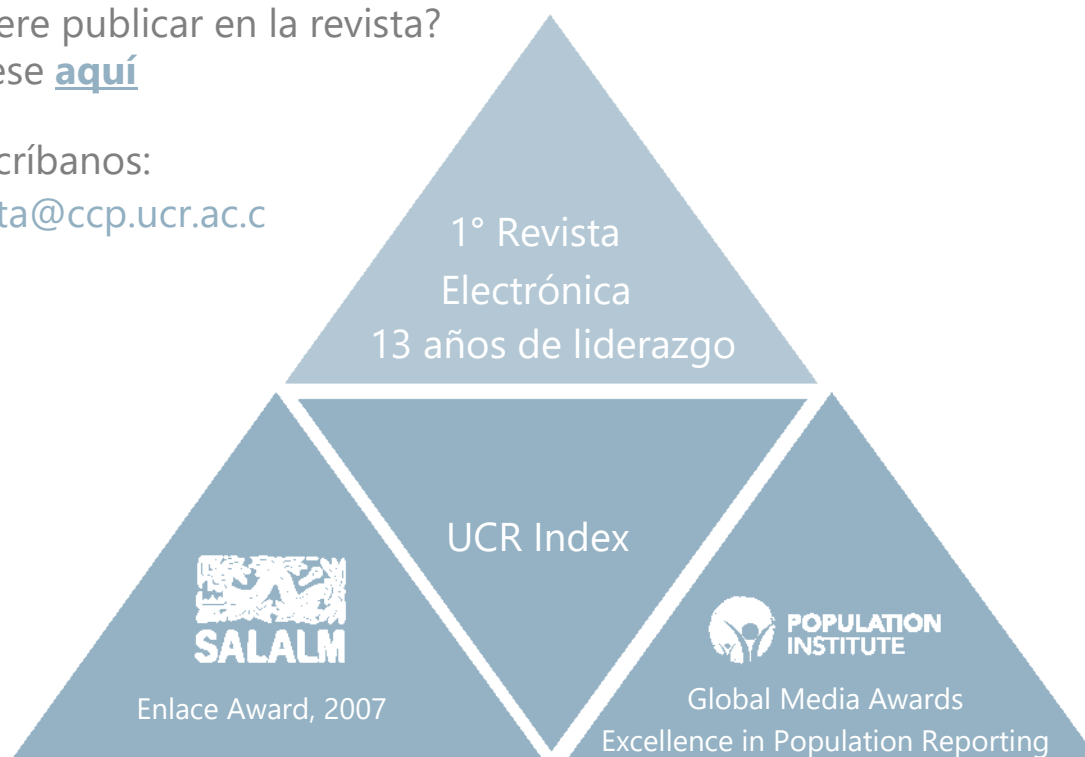 ere publicar en la revista?
ese aquí
críbanos:
ta@ccp.ucr.ac.c
1° Revista
Electrónica
13 años de liderazgo
UCR Index
SALALM
Enlace Award, 2007
POPULATION
INSTITUTE
Global Media Awards
Excellence in Population Reporting